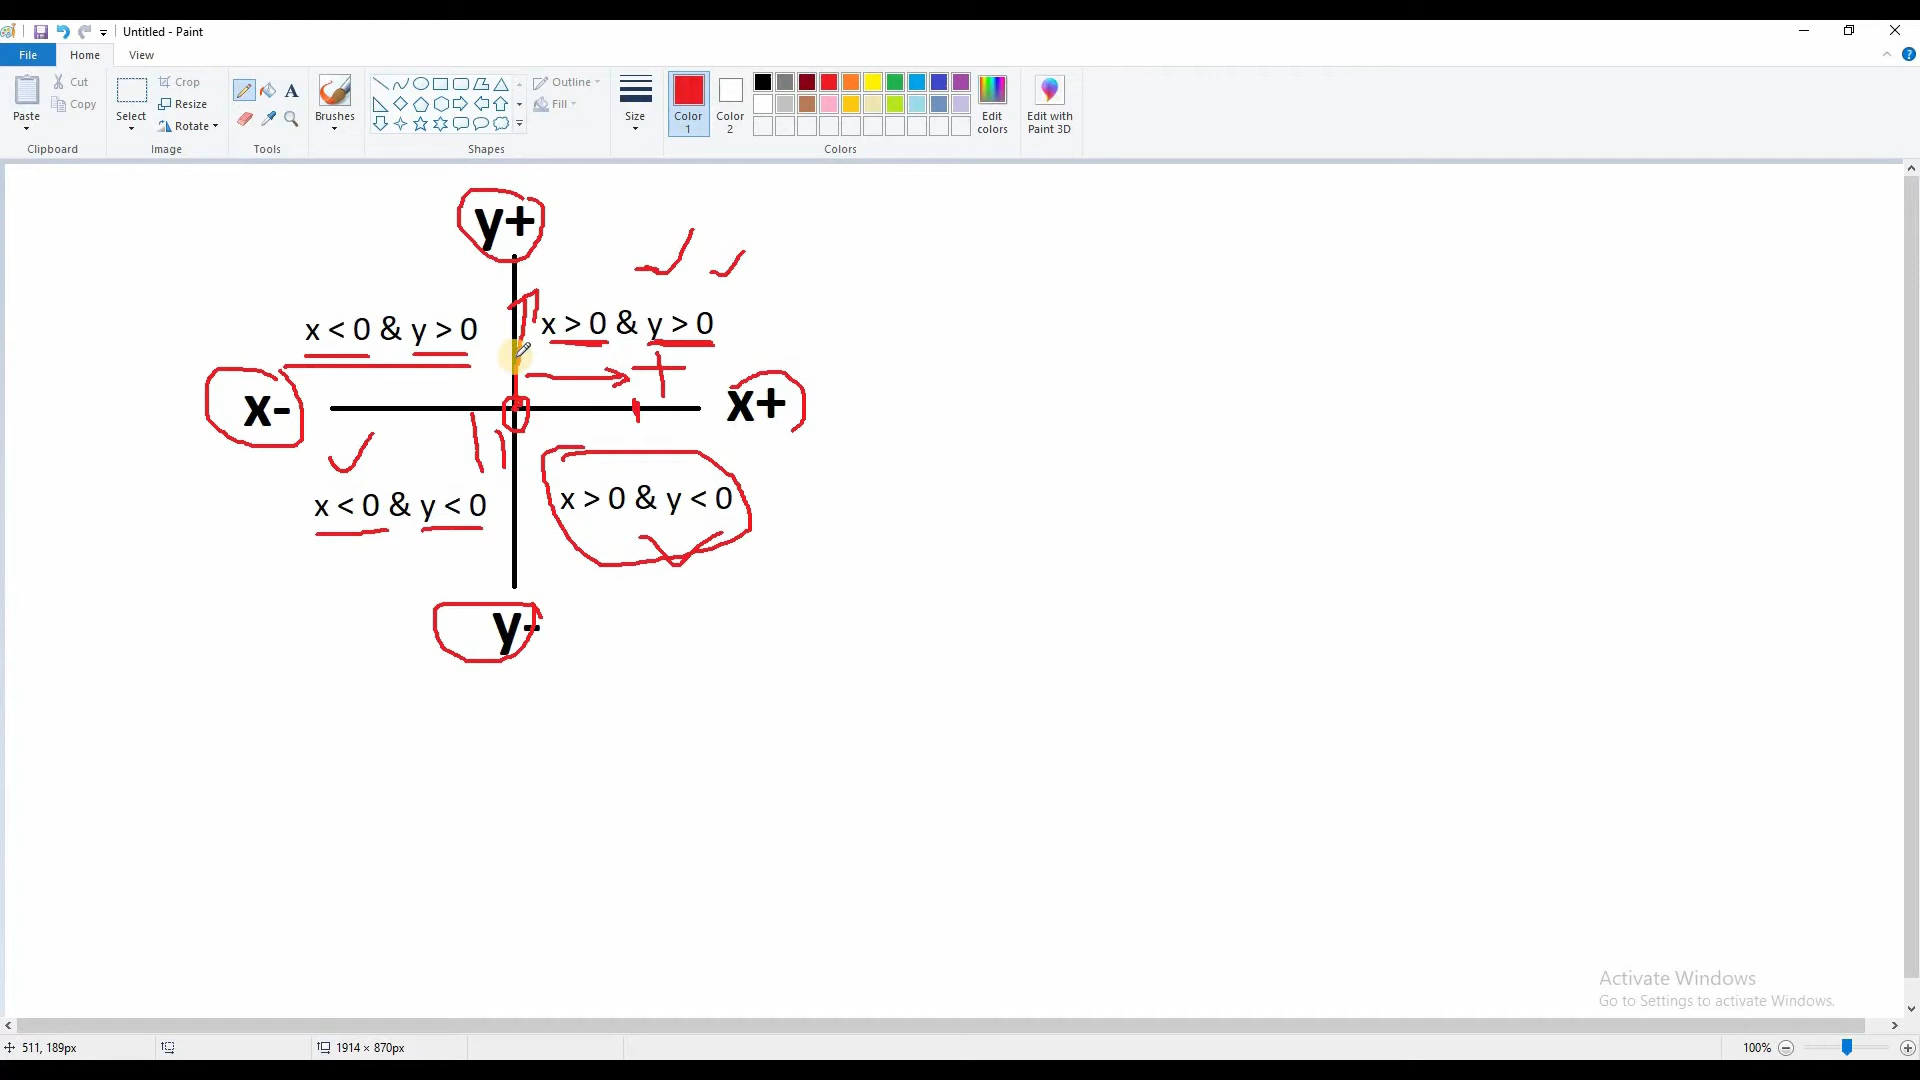 Untitled - Paint
File Home View
Paste
Cut
Copy
Clipboard
Select
Crop
Resize
Rotate
Image
Tools
Brushes
Shapes
Outline
Fill
Size
Color 1
Color 2
Edit colors
Edit with Paint 3D
Colors
y+
x < 0 & y > 0
x > 0 & y > 0
x-
x+
x < 0 & y < 0
x > 0 & y < 0
y-
Activate Windows
Go to Settings to activate Windows.
511, 189px
1914 × 870px
100%